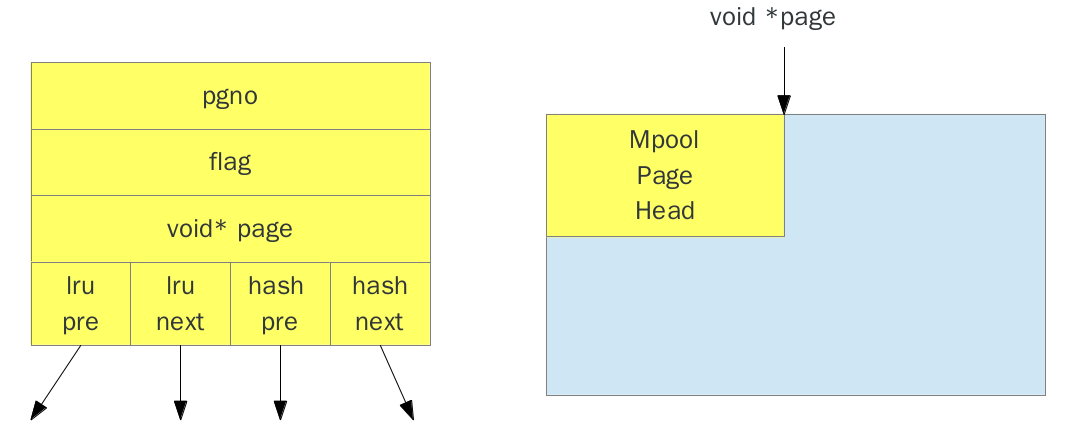 void *page
pgno
flag
void* page
lru
pre
lru
next
hash
pre
hash
next
Mpool
Page
Head